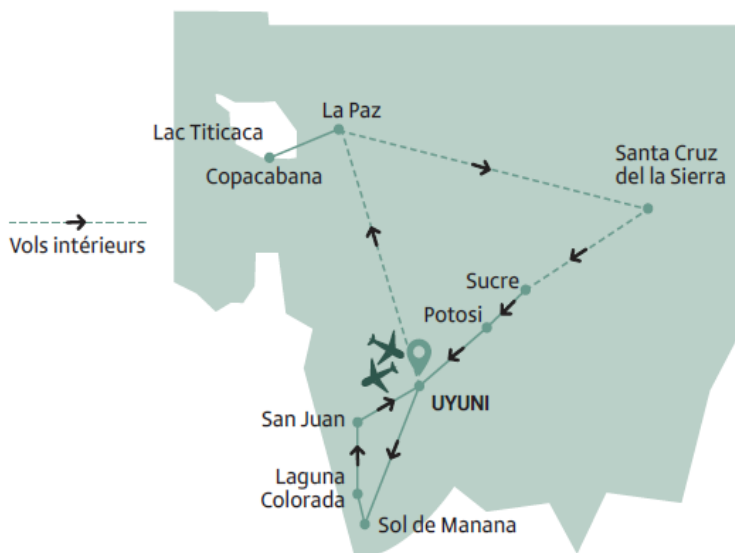 La Paz
Lac Titicaca
Copacabana
Santa Cruz
del la Sierra
Vols intérieurs
Sucre
Potosi
UYUNI
San Juan
Laguna
Colorada
Sol de Manana